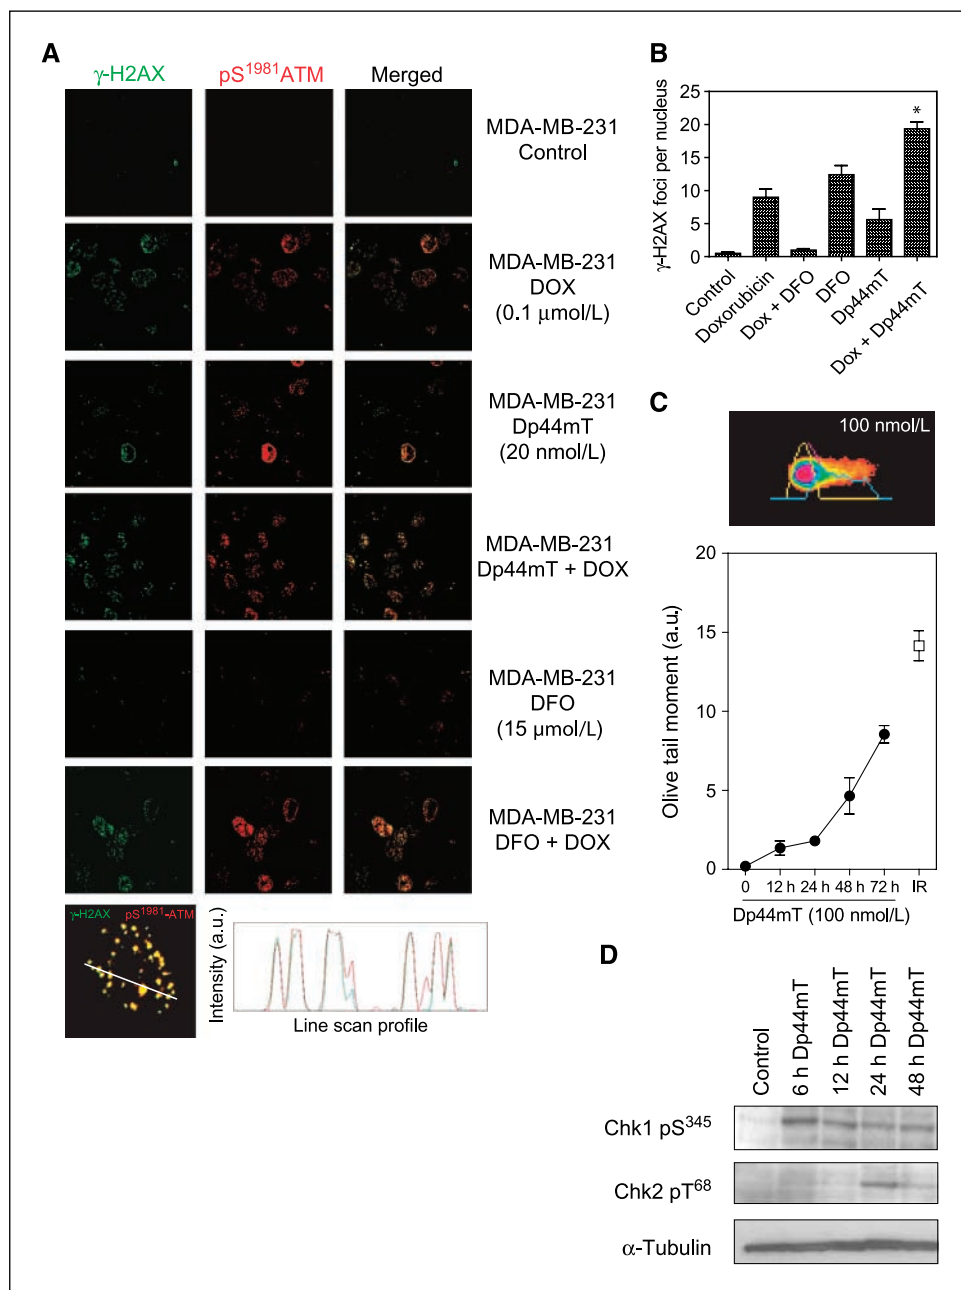 A
γ-H2AX
pS1981ATM
Merged
MDA-MB-231
Control
MDA-MB-231
DOX
(0.1 μmol/L)
MDA-MB-231
Dp44mT
(20 nmol/L)
MDA-MB-231
Dp44mT + DOX
MDA-MB-231
DFO
(15 μmol/L)
MDA-MB-231
DFO + DOX
γ-H2AX pS1981-ATM
Intensity (a.u.)
Line scan profile
B
γ-H2AX foci per nucleus
25
20
15
10
5
0
*
Control
Doxorubicin
Dox + DFO
DFO
Dp44mT
Dox + Dp44mT
C
100 nmol/L
Olive tail moment (a.u.)
20
15
10
5
0
0 12 h 24 h 48 h 72 h IR
Dp44mT (100 nmol/L)
D
Control
6 h Dp44mT
12 h Dp44mT
24 h Dp44mT
48 h Dp44mT
Chk1 pS345
Chk2 pT68
α-Tubulin